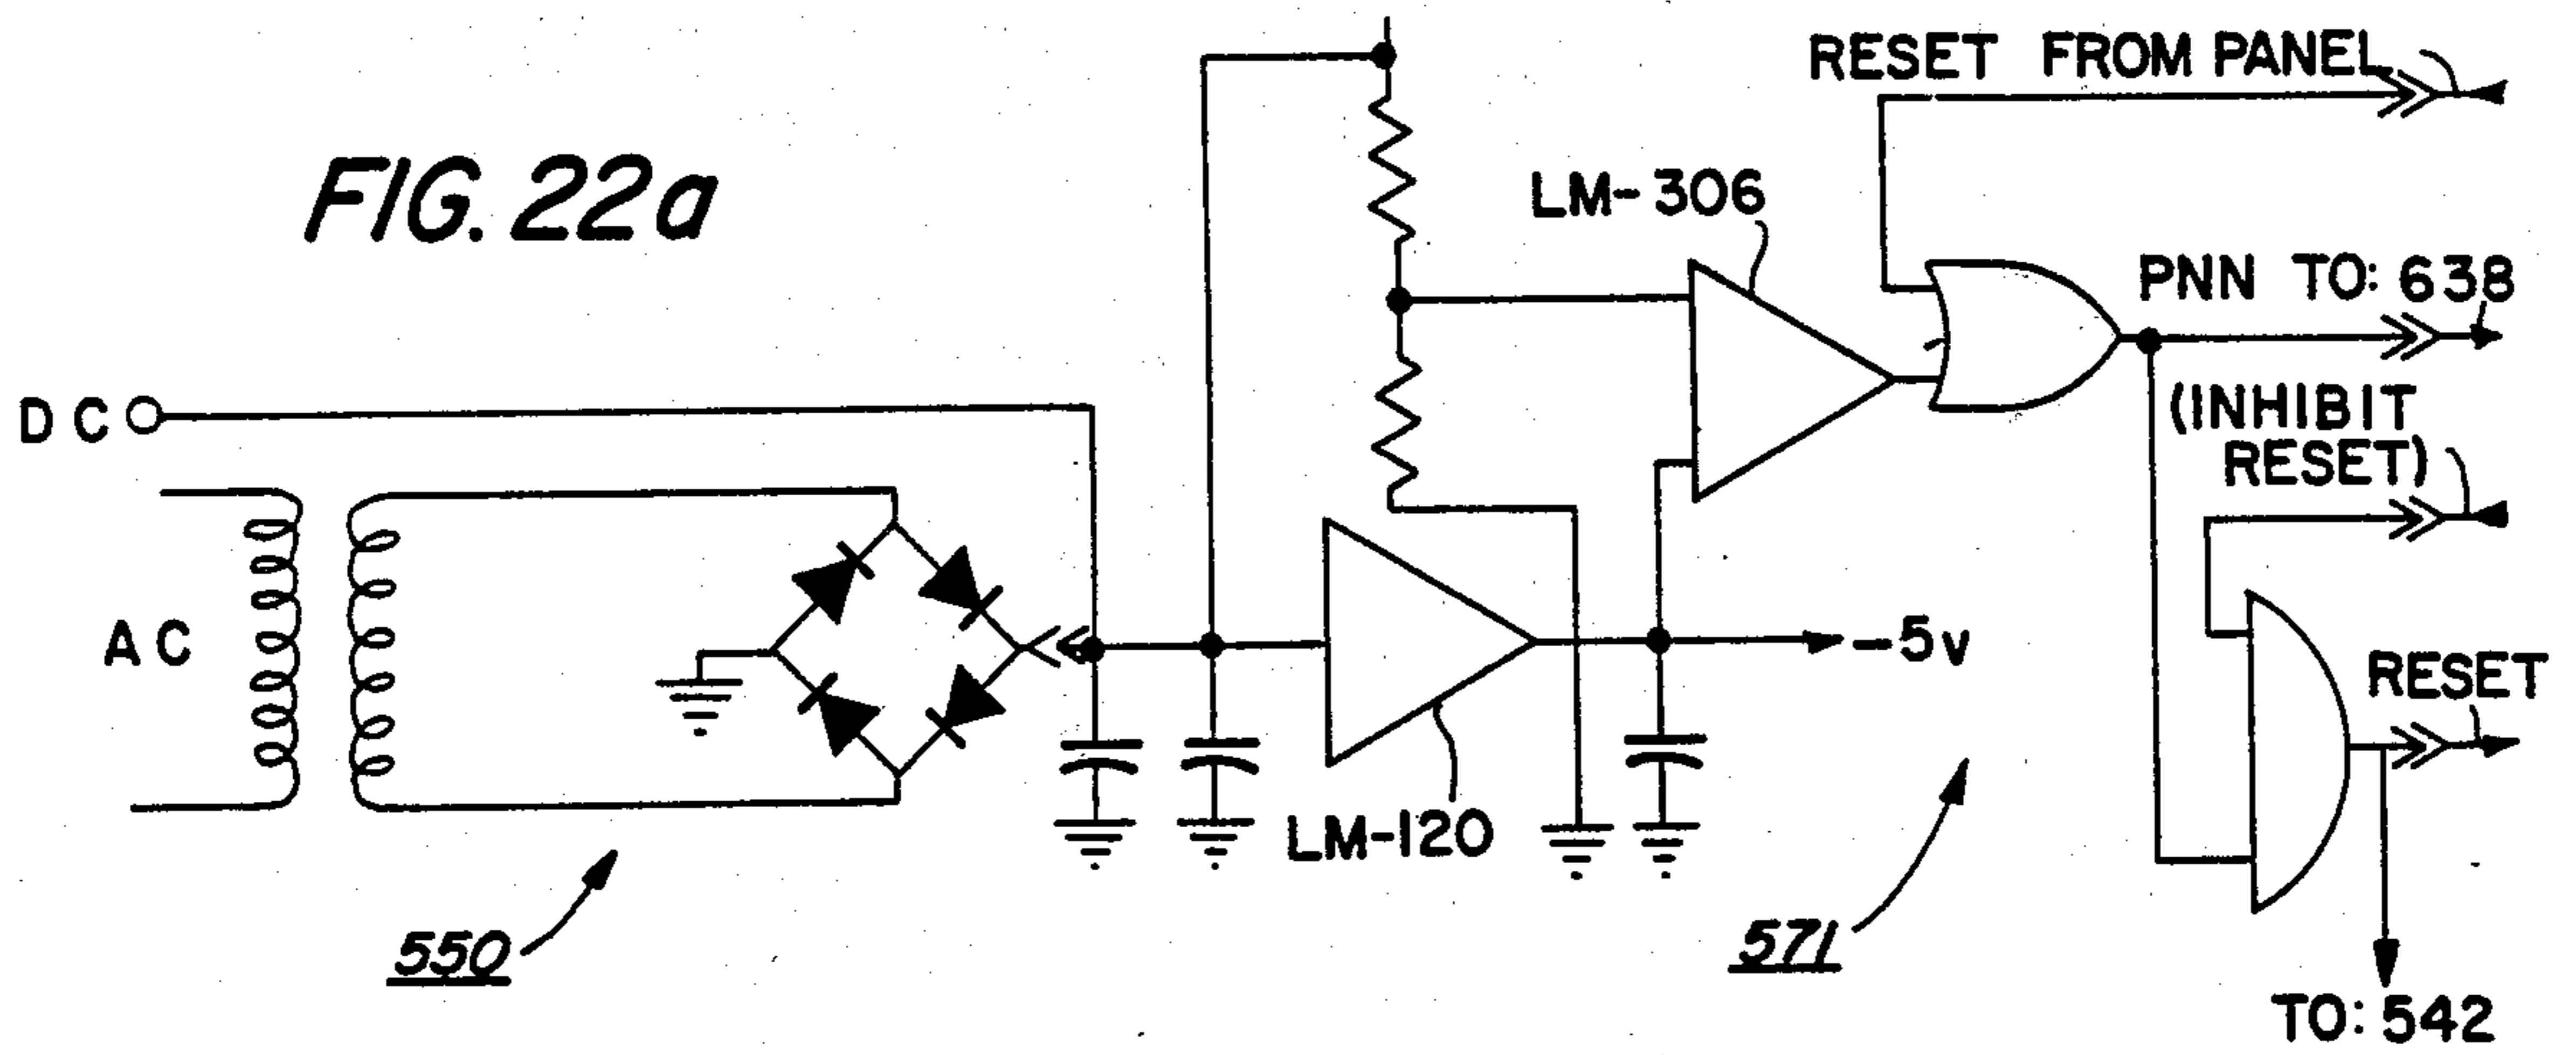 FIG. 22a
RESET FROM PANEL
LM-306
PNN TO: 638
(INHIBIT
RESET)
DC
AC
-5v
RESET
LM-120
550
571
TO: 542